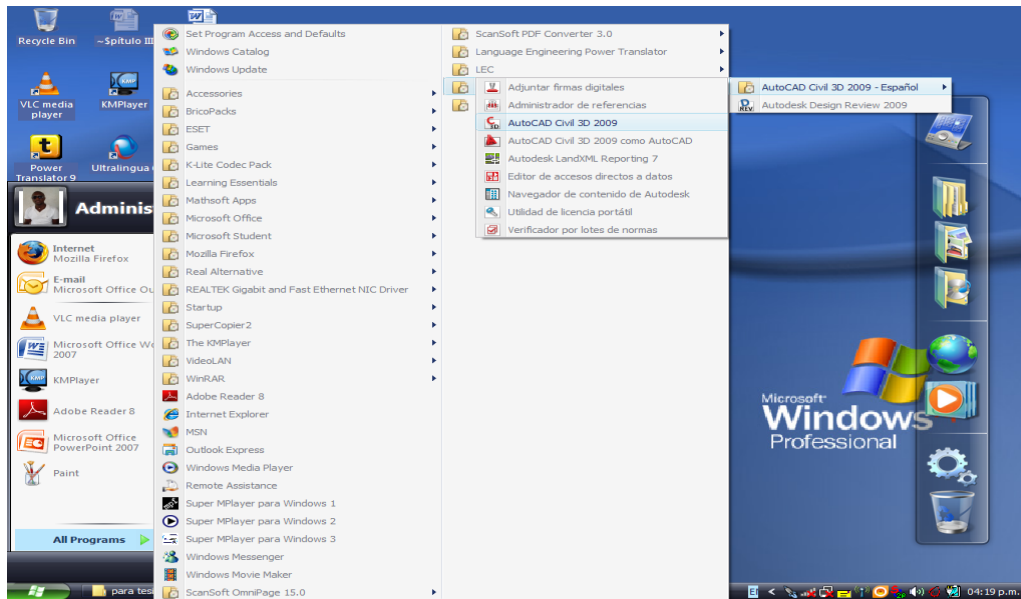 Recycle Bin
~Spítulo III
VLC media
player
KMPlayer
Power
Translator 9
Ultralingua
Adminis
Internet
Mozilla Firefox
E-mail
Microsoft Office Ou
VLC media player
Microsoft Office Wo
2007
KMPlayer
Adobe Reader 8
Microsoft Office
PowerPoint 2007
Paint
All Programs
Set Program Access and Defaults
Windows Catalog
Windows Update
Accessories
BricoPacks
ESET
Games
K-Lite Codec Pack
Learning Essentials
Mathsoft Apps
Microsoft Office
Microsoft Student
Mozilla Firefox
Real Alternative
REALTEK Gigabit and Fast Ethernet NIC Driver
Startup
SuperCopier2
The KMPlayer
VideoLAN
WinRAR
Adobe Reader 8
Internet Explorer
MSN
Outlook Express
Windows Media Player
Remote Assistance
Super MPlayer para Windows 1
Super MPlayer para Windows 2
Super MPlayer para Windows 3
Windows Messenger
Windows Movie Maker
ScanSoft OmniPage 15.0
ScanSoft PDF Converter 3.0
Language Engineering Power Translator
LEC
Adjuntar firmas digitales
Administrador de referencias
AutoCAD Civil 3D 2009
AutoCAD Civil 3D 2009 como AutoCAD
Autodesk LandXML Reporting 7
Editor de accesos directos a datos
Navegador de contenido de Autodesk
Utilidad de licencia portátil
Verificador por lotes de normas
AutoCAD Civil 3D 2009 - Español
Autodesk Design Review 2009
Microsoft
Windows
Professional
para tes
04:19 p.m.